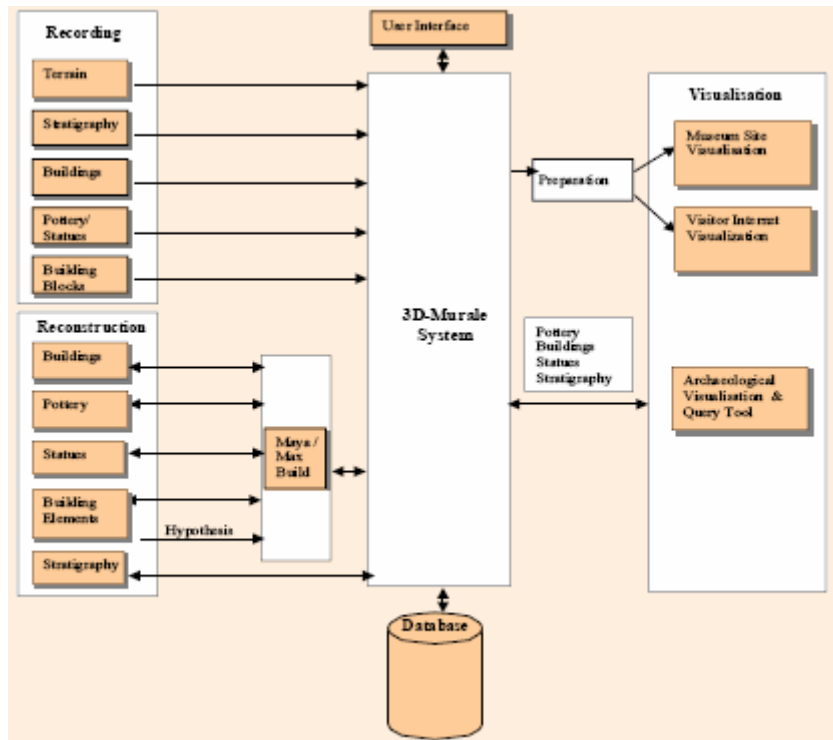 Recording
Terrain
Stratigraphy
Buildings
Pottery/
Statues
Building
Blocks
Reconstruction
Buildings
Pottery
Statues
Building
Elements
Hypothesis
Stratigraphy
Maya /
Max
Build
User Interface
3D-Murale
System
Database
Preparation
Pottery
Buildings
Statues
Stratigraphy
Visualisation
Museum Site
Visualisation
Visitor Internet
Visualization
Archaeological
Visualisation &
Query Tool